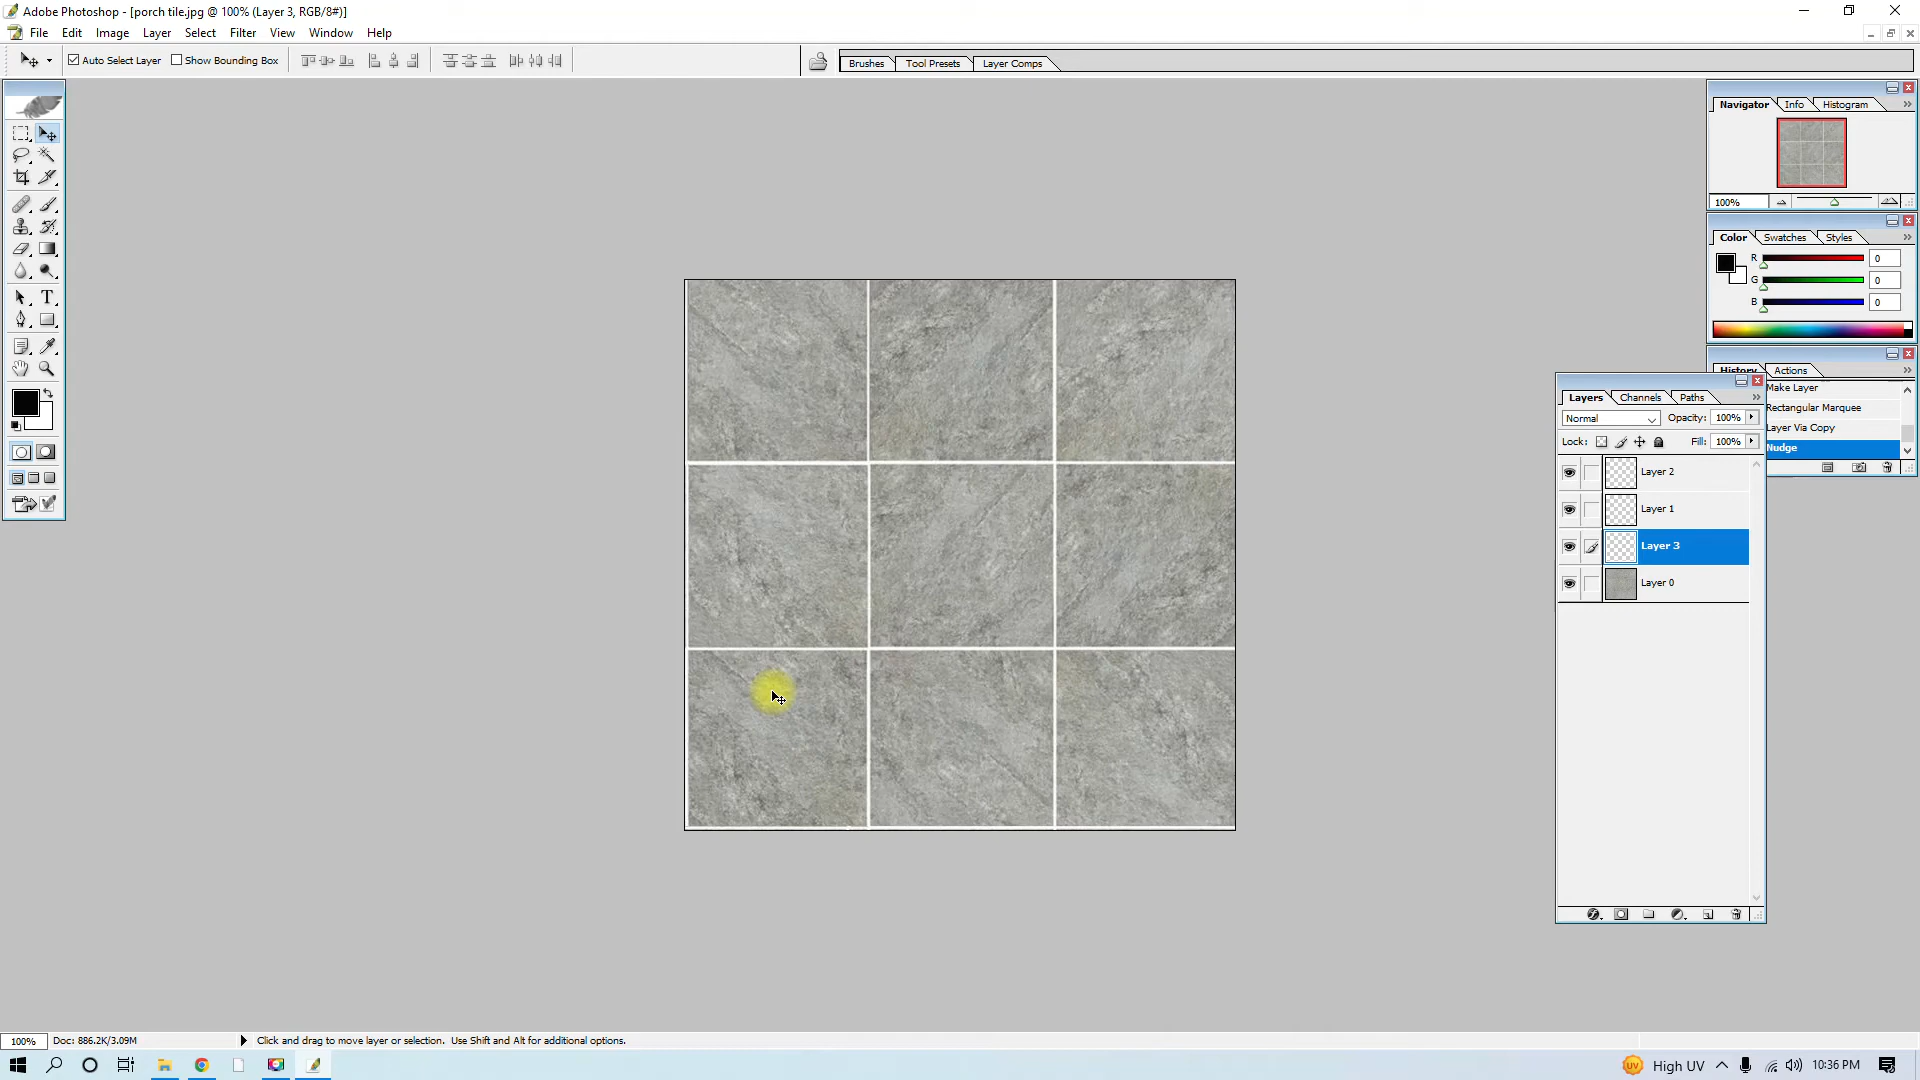 Adobe Photoshop - [porch tile.jpg @ 100% (Layer 3, RGB/8#)]
File Edit Image Layer Select Filter View Window Help
Auto Select Layer Show Bounding Box Brushes Tool Presets Layer Comps
Navigator Info Histogram
100%
Color Swatches Styles
R 0
G 0
B 0
History Actions
Make Layer
Rectangular Marquee
Layer Via Copy
Nudge
Layers Channels Paths
Normal Opacity: 100%
Lock: Fill: 100%
Layer 2
Layer 1
Layer 3
Layer 0
100% Doc: 886.2K/3.09M Click and drag to move layer or selection. Use Shift and Alt for additional options.
UV High UV 10:36 PM